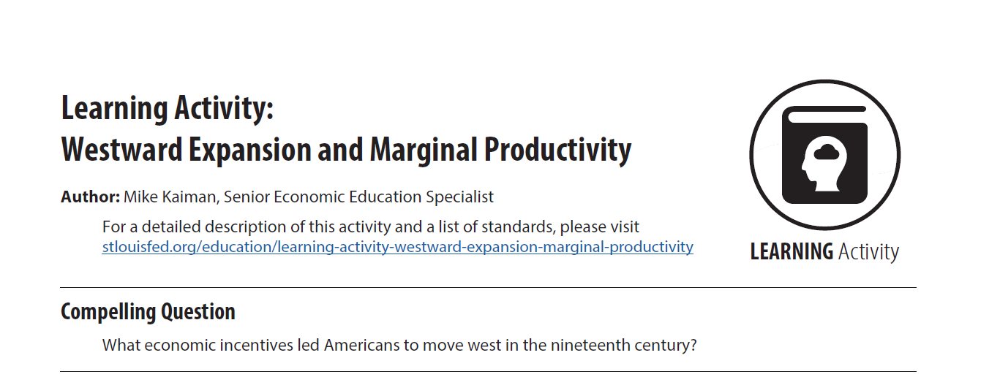 Learning Activity:
Westward Expansion and Marginal Productivity
Author: Mike Kaiman, Senior Economic Education Specialist
For a detailed description of this activity and a list of standards, please visit
stlouisfed.org/education/learning-activity-westward-expansion-marginal-productivity
LEARNING Activity
Compelling Question
What economic incentives led Americans to move west in the nineteenth century?